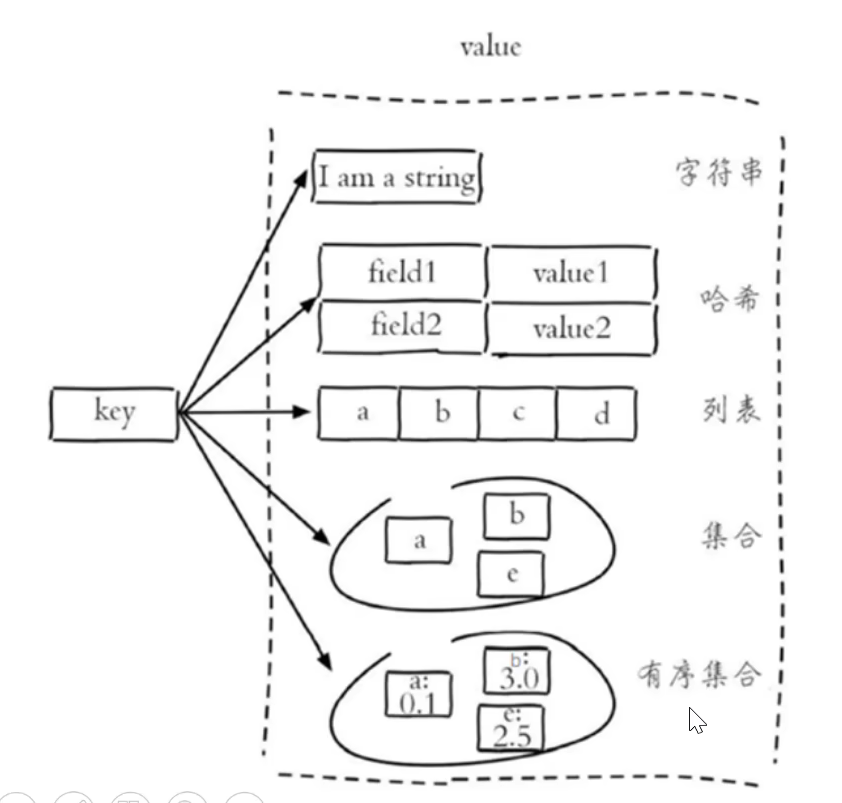 value
I am a string
字符串
field1 value1
哈希
field2 value2
key
a b c d
列表
b
a
集合
e
b:
3.0
a:
0.1
有序集合
e:
2.5